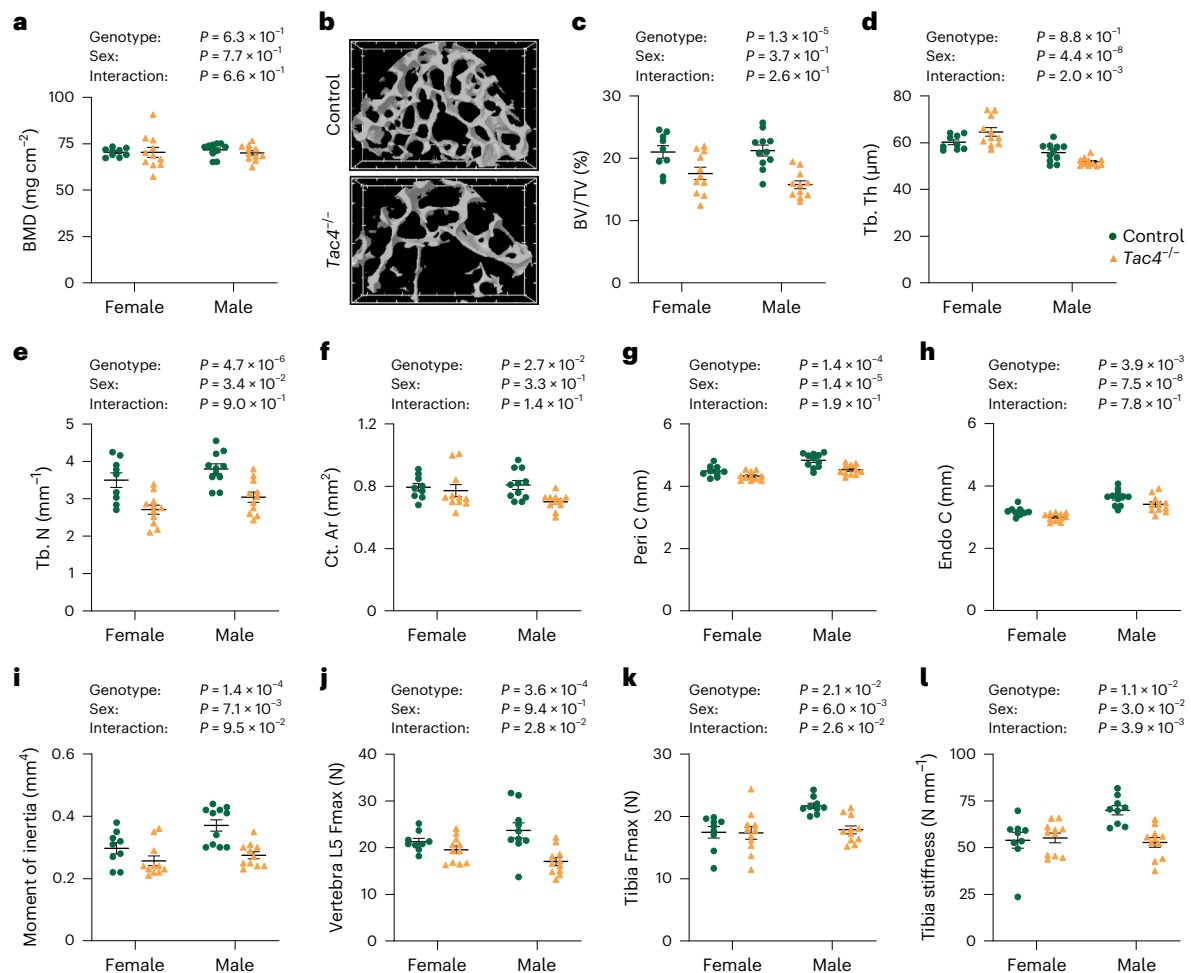 a
Genotype: P = 6.3 × 10⁻¹
Sex: P = 7.7 × 10⁻¹
Interaction: P = 6.6 × 10⁻¹
BMD (mg cm⁻²)
100
75
50
25
0
Female Male
b
Control
Tac4⁻/⁻
c
Genotype: P = 1.3 × 10⁻⁵
Sex: P = 3.7 × 10⁻¹
Interaction: P = 2.6 × 10⁻¹
BV/TV (%)
30
20
10
0
Female Male
d
Genotype: P = 8.8 × 10⁻¹
Sex: P = 4.4 × 10⁻⁸
Interaction: P = 2.0 × 10⁻³
Tb. Th (µm)
80
60
40
20
0
Female Male
Control
Tac4⁻/⁻
e
Genotype: P = 4.7 × 10⁻⁶
Sex: P = 3.4 × 10⁻²
Interaction: P = 9.0 × 10⁻¹
Tb. N (mm⁻¹)
5
4
3
2
1
0
Female Male
f
Genotype: P = 2.7 × 10⁻²
Sex: P = 3.3 × 10⁻¹
Interaction: P = 1.4 × 10⁻¹
Ct. Ar (mm²)
1.2
0.8
0.4
0
Female Male
g
Genotype: P = 1.4 × 10⁻⁴
Sex: P = 1.4 × 10⁻⁵
Interaction: P = 1.9 × 10⁻¹
Peri C (mm)
6
4
2
0
Female Male
h
Genotype: P = 3.9 × 10⁻³
Sex: P = 7.5 × 10⁻⁸
Interaction: P = 7.8 × 10⁻¹
Endo C (mm)
6
4
2
0
Female Male
i
Genotype: P = 1.4 × 10⁻⁴
Sex: P = 7.1 × 10⁻³
Interaction: P = 9.5 × 10⁻²
Moment of inertia (mm⁴)
0.6
0.4
0.2
0
Female Male
j
Genotype: P = 3.6 × 10⁻⁴
Sex: P = 9.4 × 10⁻¹
Interaction: P = 2.8 × 10⁻²
Vertebra L5 Fmax (N)
40
30
20
10
0
Female Male
k
Genotype: P = 2.1 × 10⁻²
Sex: P = 6.0 × 10⁻³
Interaction: P = 2.6 × 10⁻²
Tibia Fmax (N)
30
20
10
0
Female Male
l
Genotype: P = 1.1 × 10⁻²
Sex: P = 3.0 × 10⁻²
Interaction: P = 3.9 × 10⁻³
Tibia stiffness (N mm⁻¹)
100
75
50
25
0
Female Male